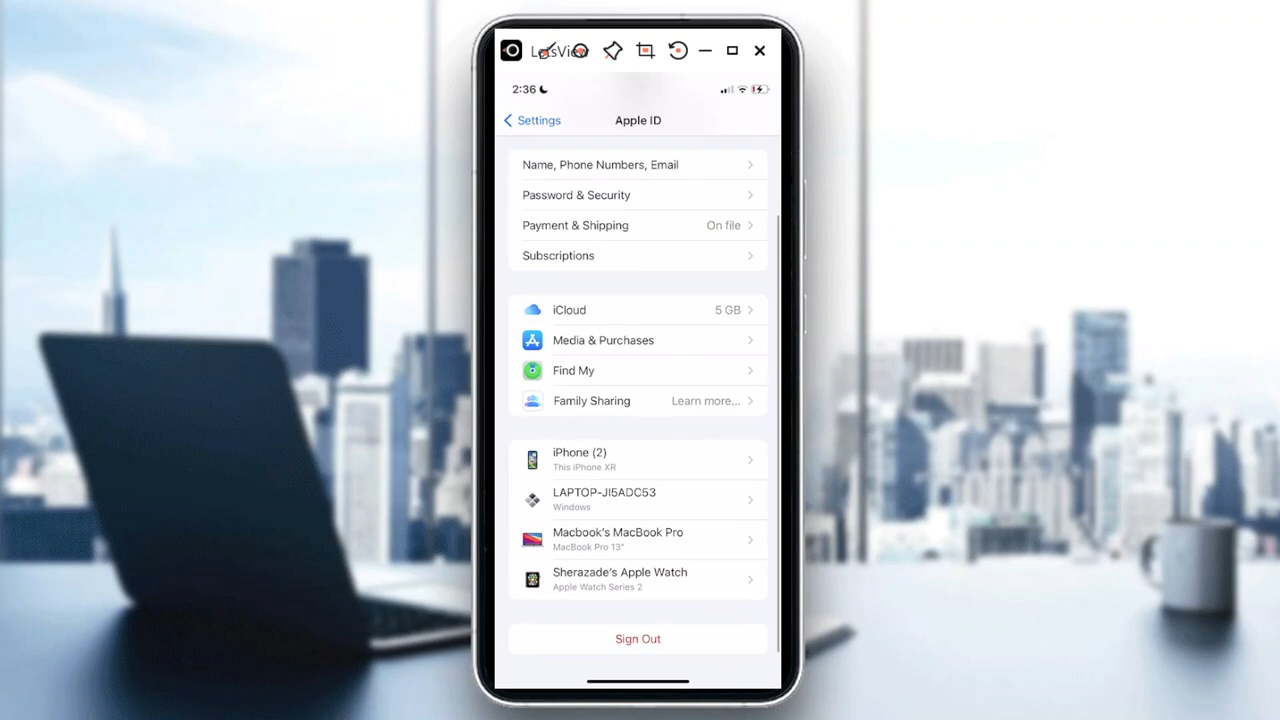 LetsView
2:36
Settings
Apple ID
Name, Phone Numbers, Email
Password & Security
Payment & Shipping
On file
Subscriptions
iCloud
5 GB
Media & Purchases
Find My
Family Sharing
Learn more...
iPhone (2)
This iPhone XR
LAPTOP-JI5ADC53
Windows
Macbook's MacBook Pro
MacBook Pro 13"
Sherazade's Apple Watch
Apple Watch Series 2
Sign Out